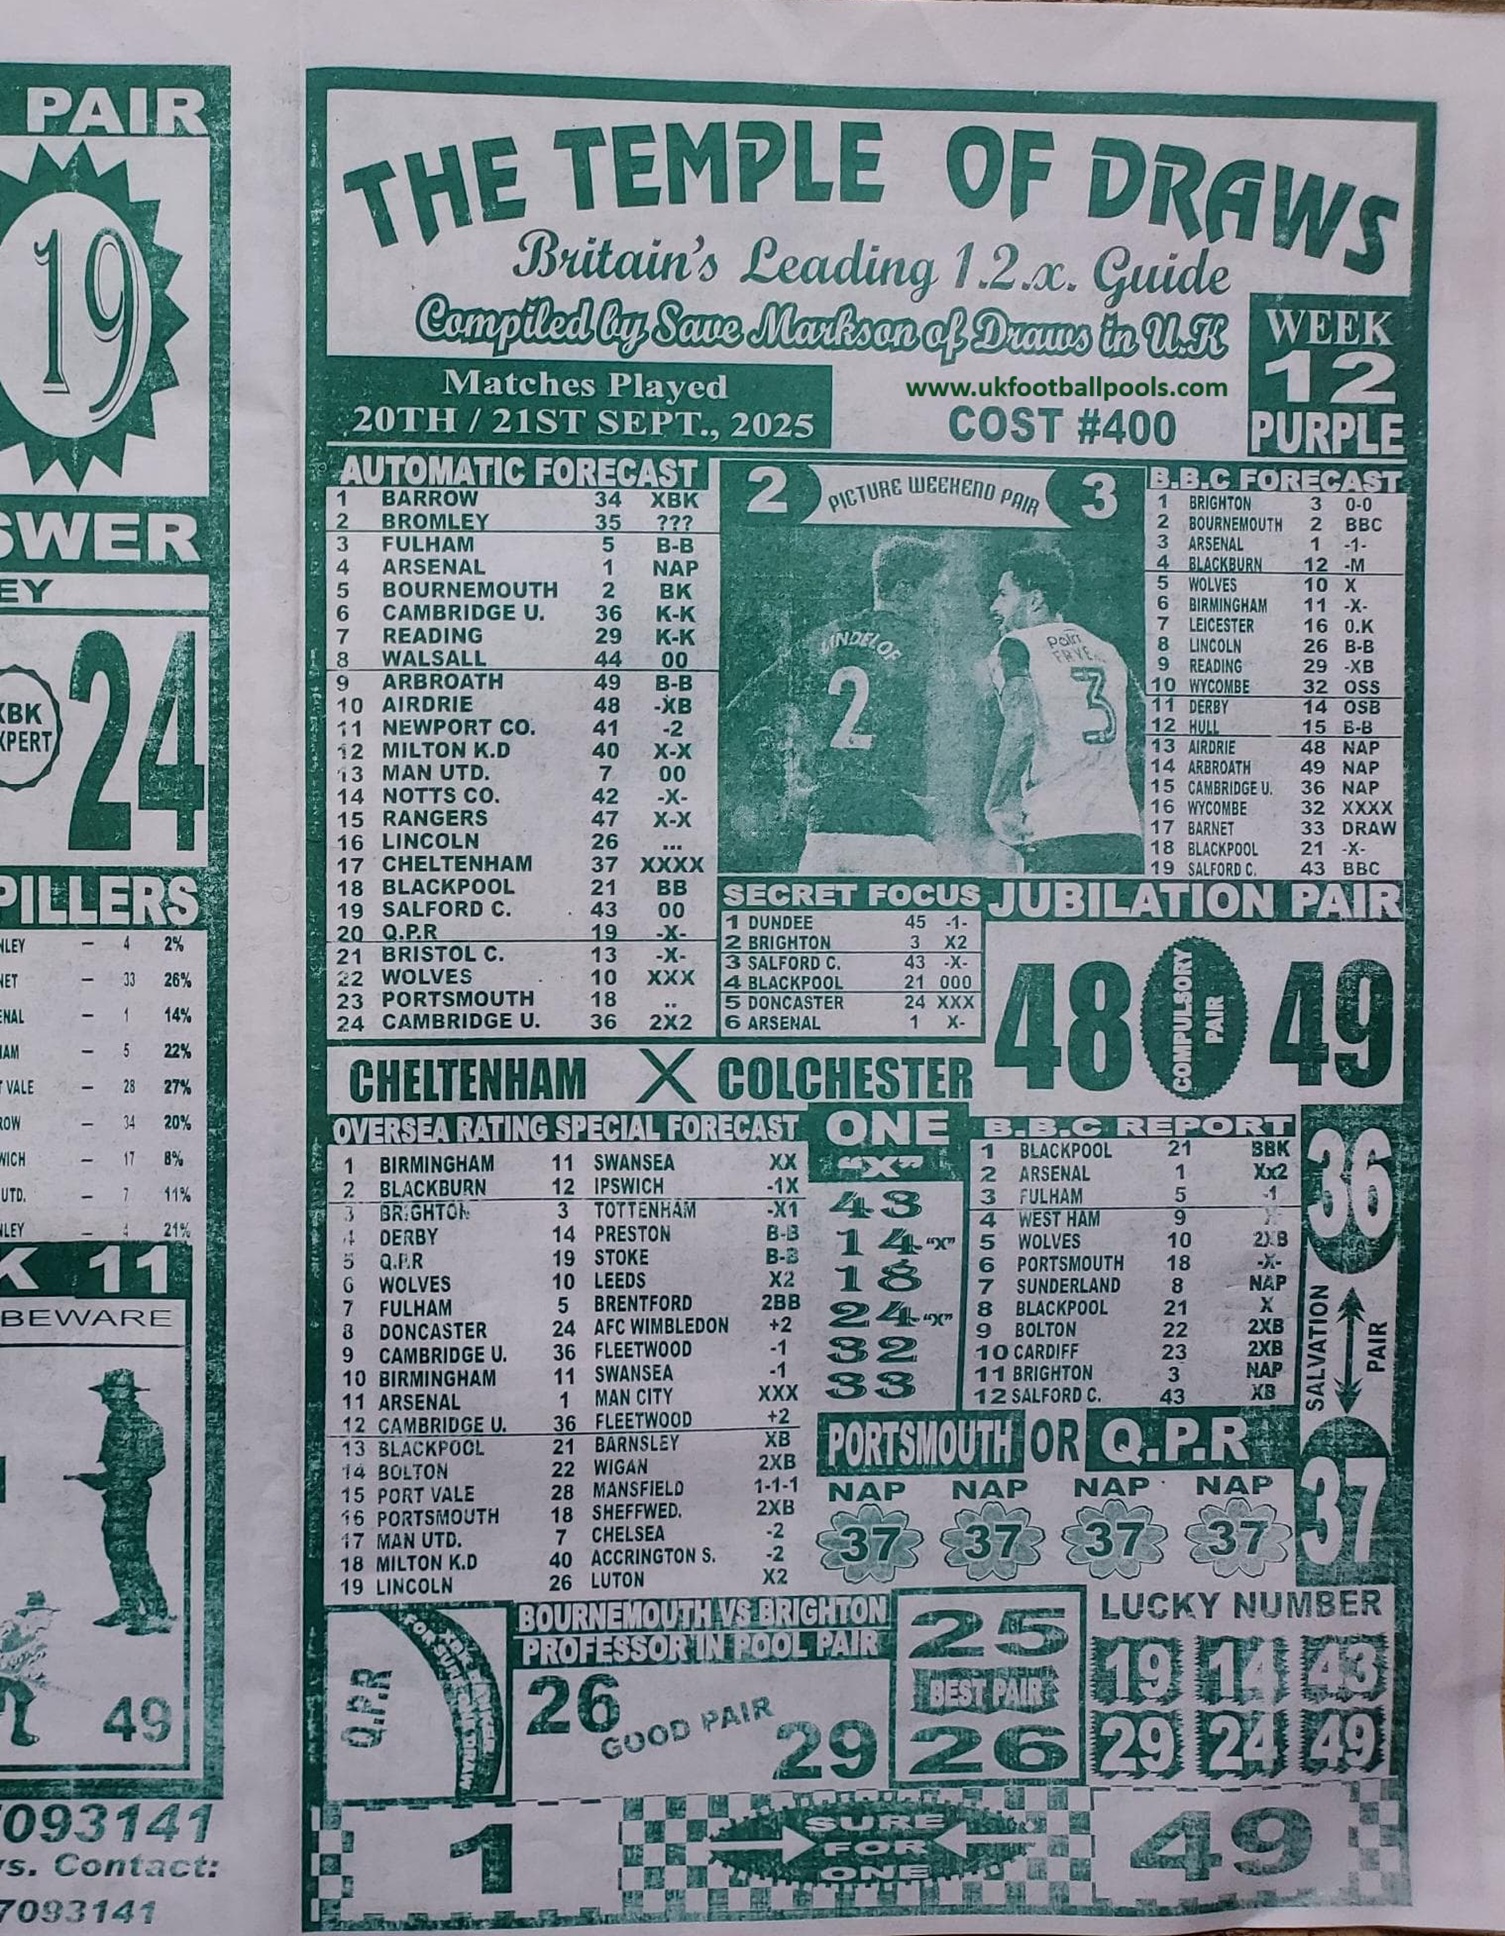 PAIR
19
SWER
EY
XBK
XPERT
24
PILLERS
NLEY – 4 2%
NET – 33 26%
ENAL – 1 14%
HAM – 5 22%
T VALE – 28 27%
ROW – 34 20%
WICH – 17 8%
UTD. – 7 11%
NLEY – 4 21%
K 11
BEWARE
49
7093141
s. Contact:
7093141
THE TEMPLE OF DRAWS
Britain's Leading 1.2.x. Guide
Compiled by Save Markson of Draws in U.K
WEEK
12
PURPLE
Matches Played
20TH / 21ST SEPT., 2025
www.ukfootballpools.com
COST #400
AUTOMATIC FORECAST
1 BARROW 34 XBK
2 BROMLEY 35 ???
3 FULHAM 5 B-B
4 ARSENAL 1 NAP
5 BOURNEMOUTH 2 BK
6 CAMBRIDGE U. 36 K-K
7 READING 29 K-K
8 WALSALL 44 00
9 ARBROATH 49 B-B
10 AIRDRIE 48 -XB
11 NEWPORT CO. 41 -2
12 MILTON K.D 40 X-X
13 MAN UTD. 7 00
14 NOTTS CO. 42 -X-
15 RANGERS 47 X-X
16 LINCOLN 26 ...
17 CHELTENHAM 37 XXXX
18 BLACKPOOL 21 BB
19 SALFORD C. 43 00
20 Q.P.R 19 -X-
21 BRISTOL C. 13 -X-
22 WOLVES 10 XXX
23 PORTSMOUTH 18 ..
24 CAMBRIDGE U. 36 2X2
2 PICTURE WEEKEND PAIR 3
LINDELOF
2
3
B.B.C FORECAST
1 BRIGHTON 3 0-0
2 BOURNEMOUTH 2 BBC
3 ARSENAL 1 -1-
4 BLACKBURN 12 -M
5 WOLVES 10 X
6 BIRMINGHAM 11 -X-
7 LEICESTER 16 0.K
8 LINCOLN 26 B-B
9 READING 29 -XB
10 WYCOMBE 32 OSS
11 DERBY 14 OSB
12 HULL 15 B-B
13 AIRDRIE 48 NAP
14 ARBROATH 49 NAP
15 CAMBRIDGE U. 36 NAP
16 WYCOMBE 32 XXXX
17 BARNET 33 DRAW
18 BLACKPOOL 21 -X-
19 SALFORD C. 43 BBC
SECRET FOCUS
1 DUNDEE 45 -1-
2 BRIGHTON 3 X2
3 SALFORD C. 43 -X-
4 BLACKPOOL 21 000
5 DONCASTER 24 XXX
6 ARSENAL 1 X-
JUBILATION PAIR
48 COMPULSORY PAIR 49
CHELTENHAM X COLCHESTER
OVERSEA RATING SPECIAL FORECAST
1 BIRMINGHAM 11 SWANSEA XX
2 BLACKBURN 12 IPSWICH -1X
3 BRIGHTON 3 TOTTENHAM -X1
4 DERBY 14 PRESTON B-B
5 Q.P.R 19 STOKE B-B
6 WOLVES 10 LEEDS X2
7 FULHAM 5 BRENTFORD 2BB
8 DONCASTER 24 AFC WIMBLEDON +2
9 CAMBRIDGE U. 36 FLEETWOOD -1
10 BIRMINGHAM 11 SWANSEA -1
11 ARSENAL 1 MAN CITY XXX
12 CAMBRIDGE U. 36 FLEETWOOD +2
13 BLACKPOOL 21 BARNSLEY XB
14 BOLTON 22 WIGAN 2XB
15 PORT VALE 28 MANSFIELD 1-1-1
16 PORTSMOUTH 18 SHEFFWED. 2XB
17 MAN UTD. 7 CHELSEA -2
18 MILTON K.D 40 ACCRINGTON S. -2
19 LINCOLN 26 LUTON X2
ONE
"X"
43
14 "X"
18
24 "X"
32
33
B.B.C REPORT
1 BLACKPOOL 21 BBK
2 ARSENAL 1 Xx2
3 FULHAM 5 -1
4 WEST HAM 9 X
5 WOLVES 10 2XB
6 PORTSMOUTH 18 -X-
7 SUNDERLAND 8 NAP
8 BLACKPOOL 21 X
9 BOLTON 22 2XB
10 CARDIFF 23 2XB
11 BRIGHTON 3 NAP
12 SALFORD C. 43 XB
36
SALVATION PAIR
37
PORTSMOUTH OR Q.P.R
NAP NAP NAP NAP
37 37 37 37
Q.P.R
BOURNEMOUTH VS BRIGHTON
PROFESSOR IN POOL PAIR
26 GOOD PAIR 29
25
BEST PAIR
26
LUCKY NUMBER
19 14 43
29 24 49
1
SURE
FOR
ONE
49